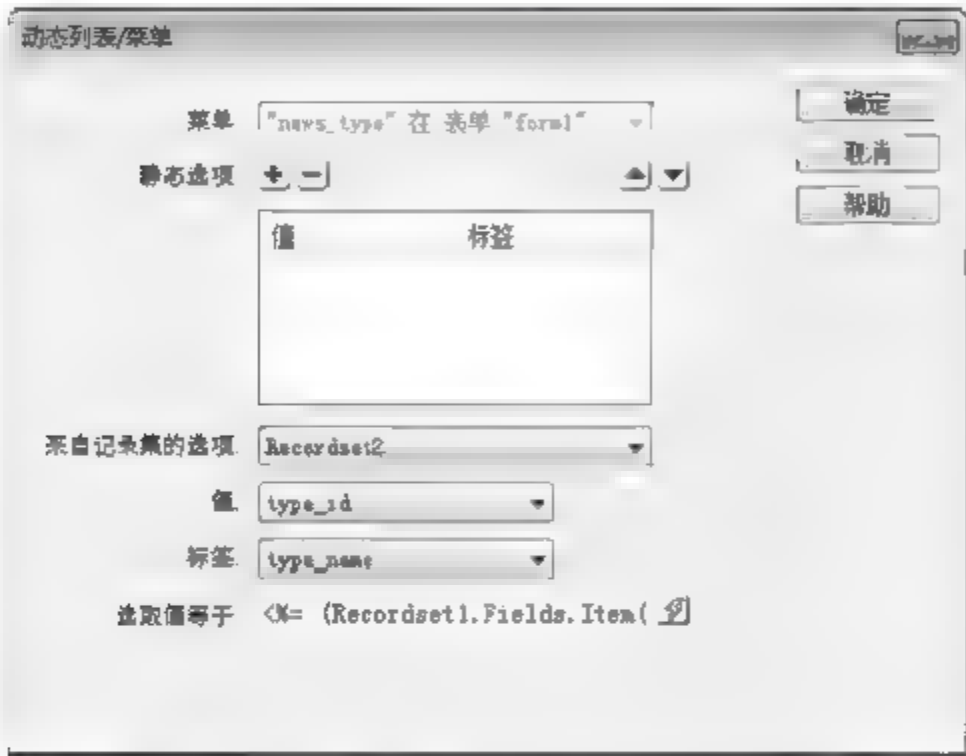 动态列表/菜单
菜单 "news_type" 在 表单 "form1"
确定
取消
帮助
静态选项
值 标签
来自记录集的选项 Recordset2
值 type_id
标签 type_name
选取值等于 <%= (Recordset1.Fields.Item(